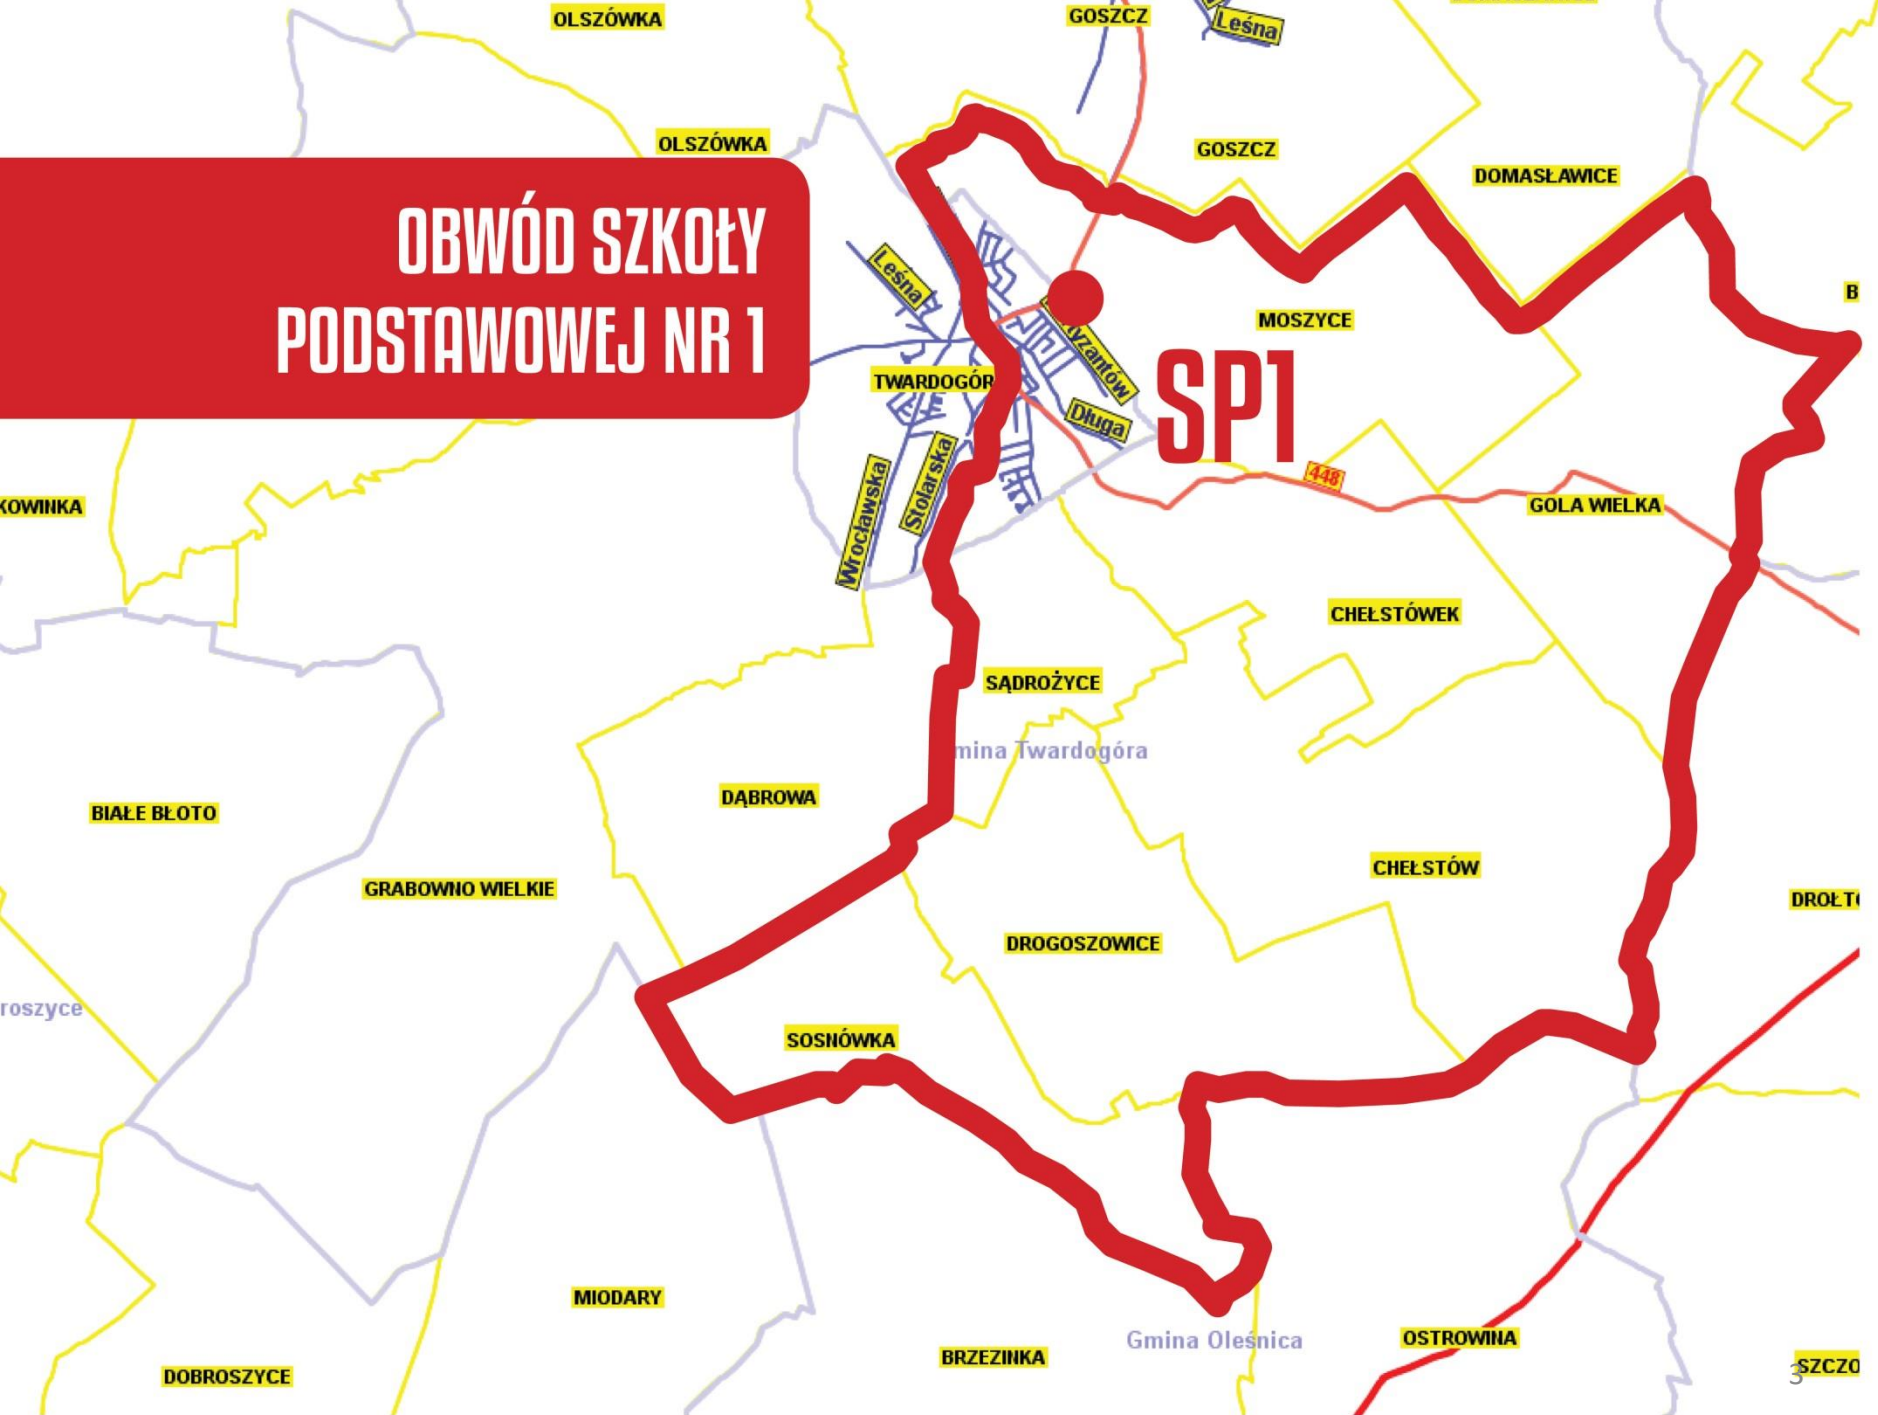 OLSZÓWKA
GOSZCZ
Leśna
OLSZÓWKA
GOSZCZ
DOMASŁAWICE
OBWÓD SZKOŁY
PODSTAWOWEJ NR 1
Leśna
B
MOSZYCE
yzantów
TWARDOGÓR
SP1
Długa
Stolarska
Wrocławska
448
KOWINKA
GOLA WIELKA
CHEŁSTÓWEK
SĄDROŻYCE
mina Twardogóra
DĄBROWA
BIAŁE BŁOTO
CHEŁSTÓW
GRABOWNO WIELKIE
DROŁT
DROGOSZOWICE
roszyce
SOSNÓWKA
MIODARY
Gmina Oleśnica
OSTROWINA
BRZEZINKA
DOBROSZYCE
SZCZO
3